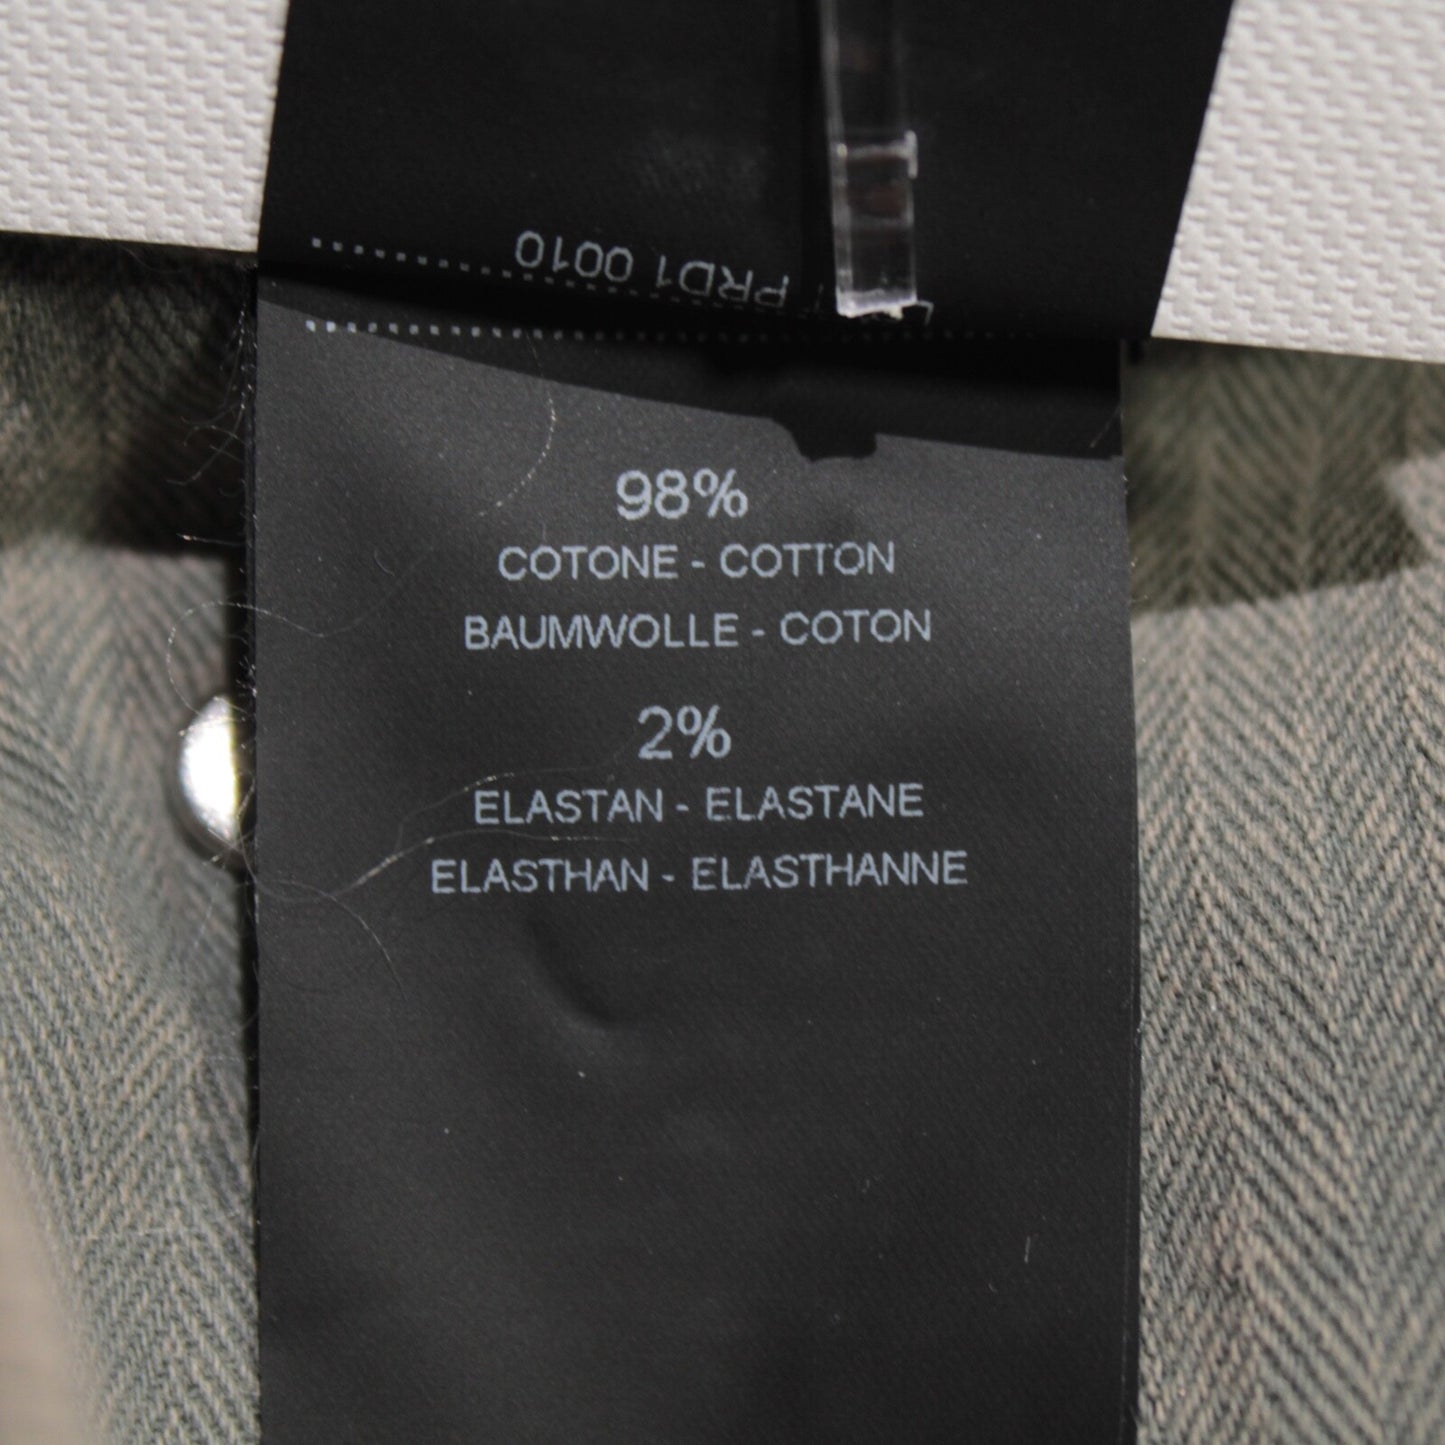 PRD1 0010
98%
COTONE - COTTON
BAUMWOLLE - COTON
2%
ELASTAN - ELASTANE
ELASTHAN - ELASTHANNE